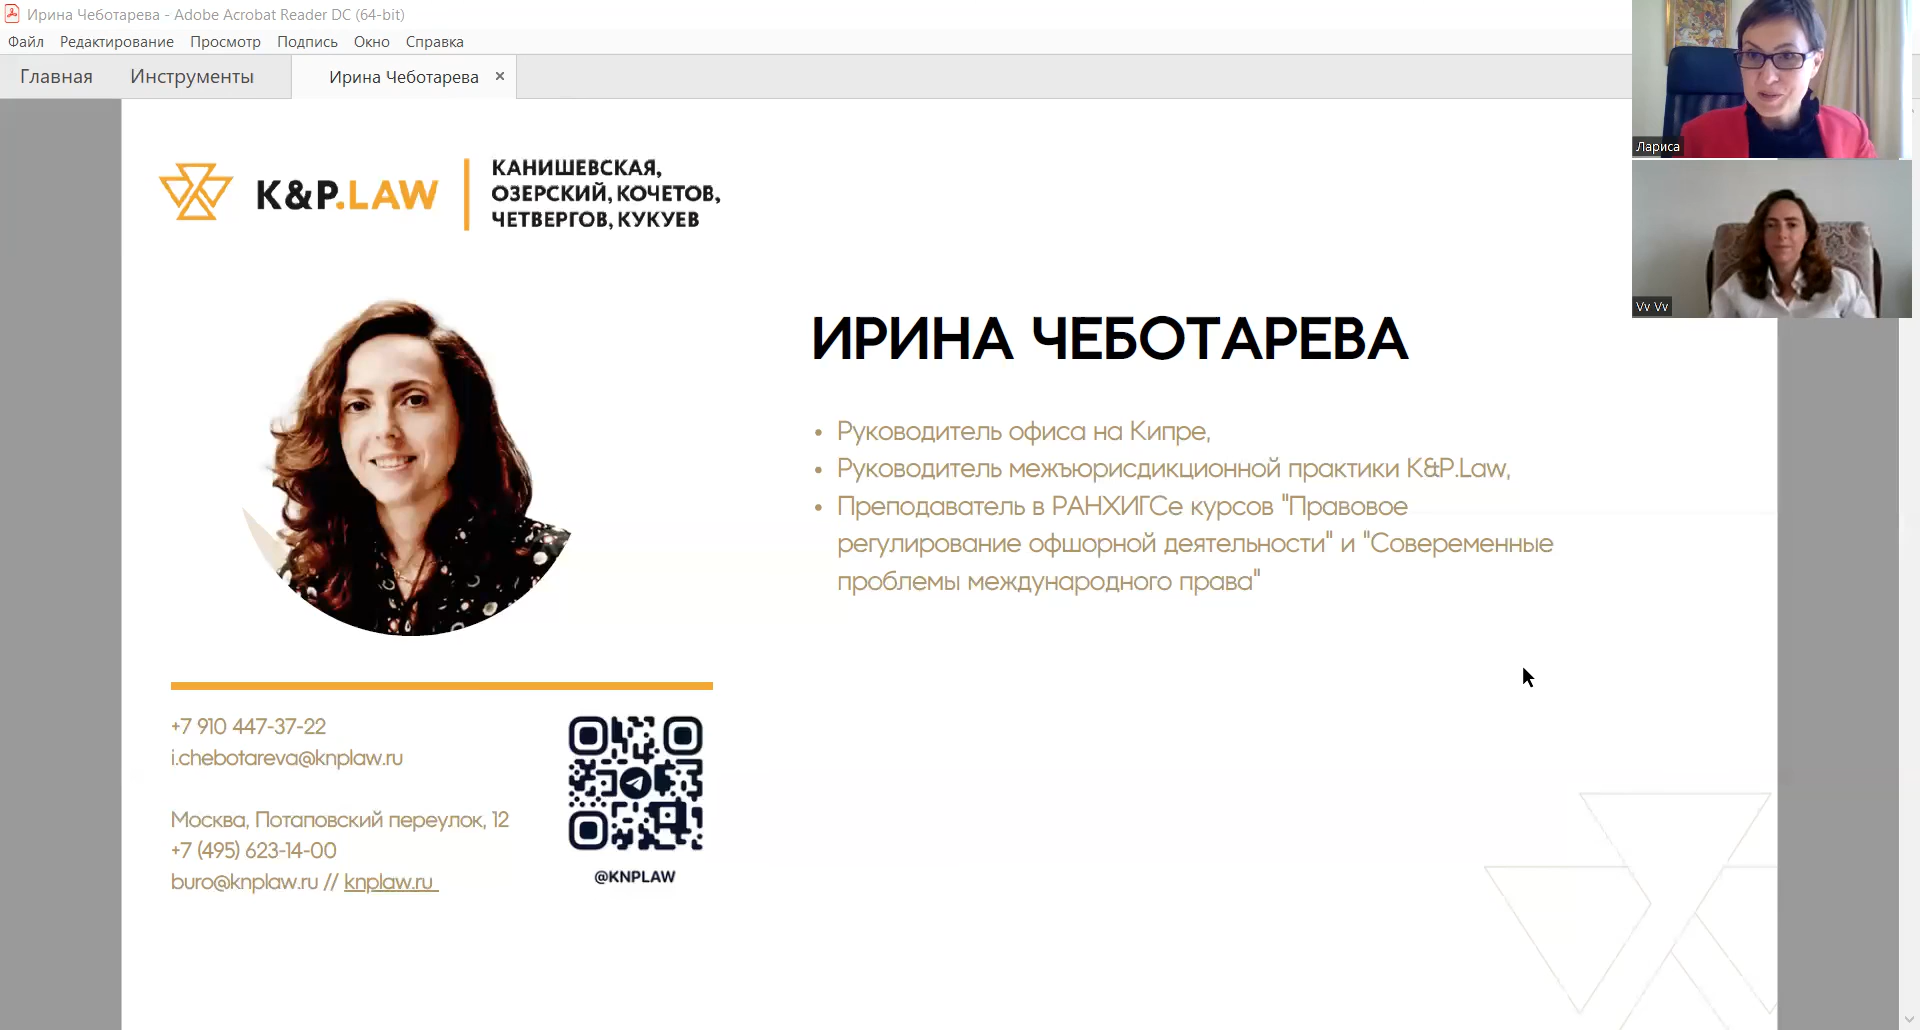 Ирина Чеботарева - Adobe Acrobat Reader DC (64-bit)
Файл Редактирование Просмотр Подпись Окно Справка
Главная Инструменты Ирина Чеботарева ×
Лариса
Vv Vv
K&P.LAW
КАНИШЕВСКАЯ,
ОЗЕРСКИЙ, КОЧЕТОВ,
ЧЕТВЕРГОВ, КУКУЕВ
ИРИНА ЧЕБОТАРЕВА
• Руководитель офиса на Кипре,
• Руководитель межъюрисдикционной практики K&P.Law,
• Преподаватель в РАНХИГСе курсов "Правовое
регулирование офшорной деятельности" и "Совеременные
проблемы международного права"
+7 910 447-37-22
i.chebotareva@knplaw.ru
Москва, Потаповский переулок, 12
+7 (495) 623-14-00
buro@knplaw.ru // knplaw.ru
@KNPLAW